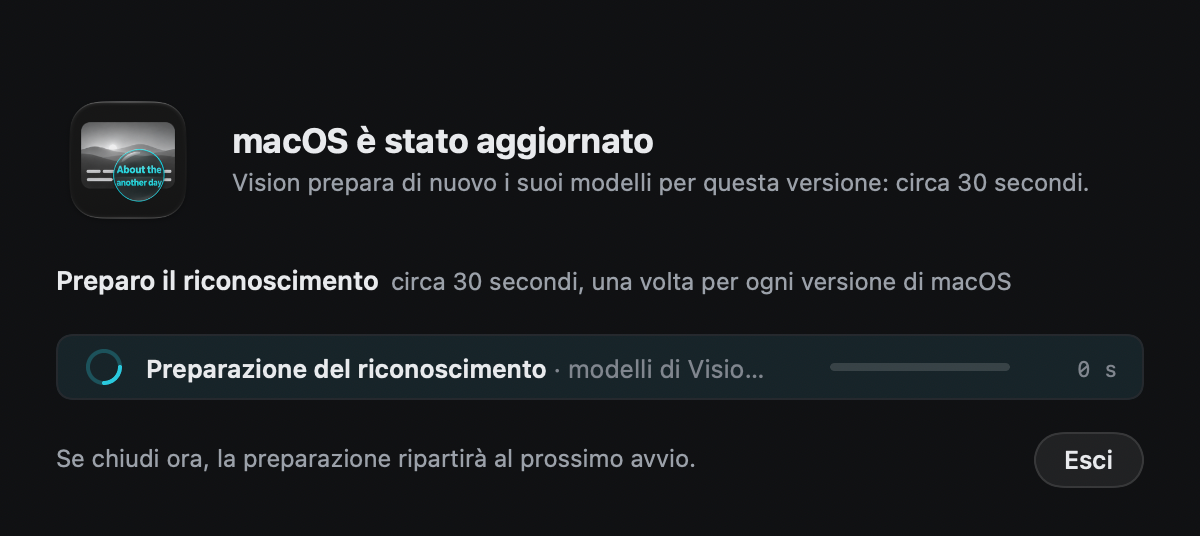 About the
another day
macOS è stato aggiornato
Vision prepara di nuovo i suoi modelli per questa versione: circa 30 secondi.
Preparo il riconoscimento circa 30 secondi, una volta per ogni versione di macOS
Preparazione del riconoscimento · modelli di Visio… 0 s
Se chiudi ora, la preparazione ripartirà al prossimo avvio.
Esci